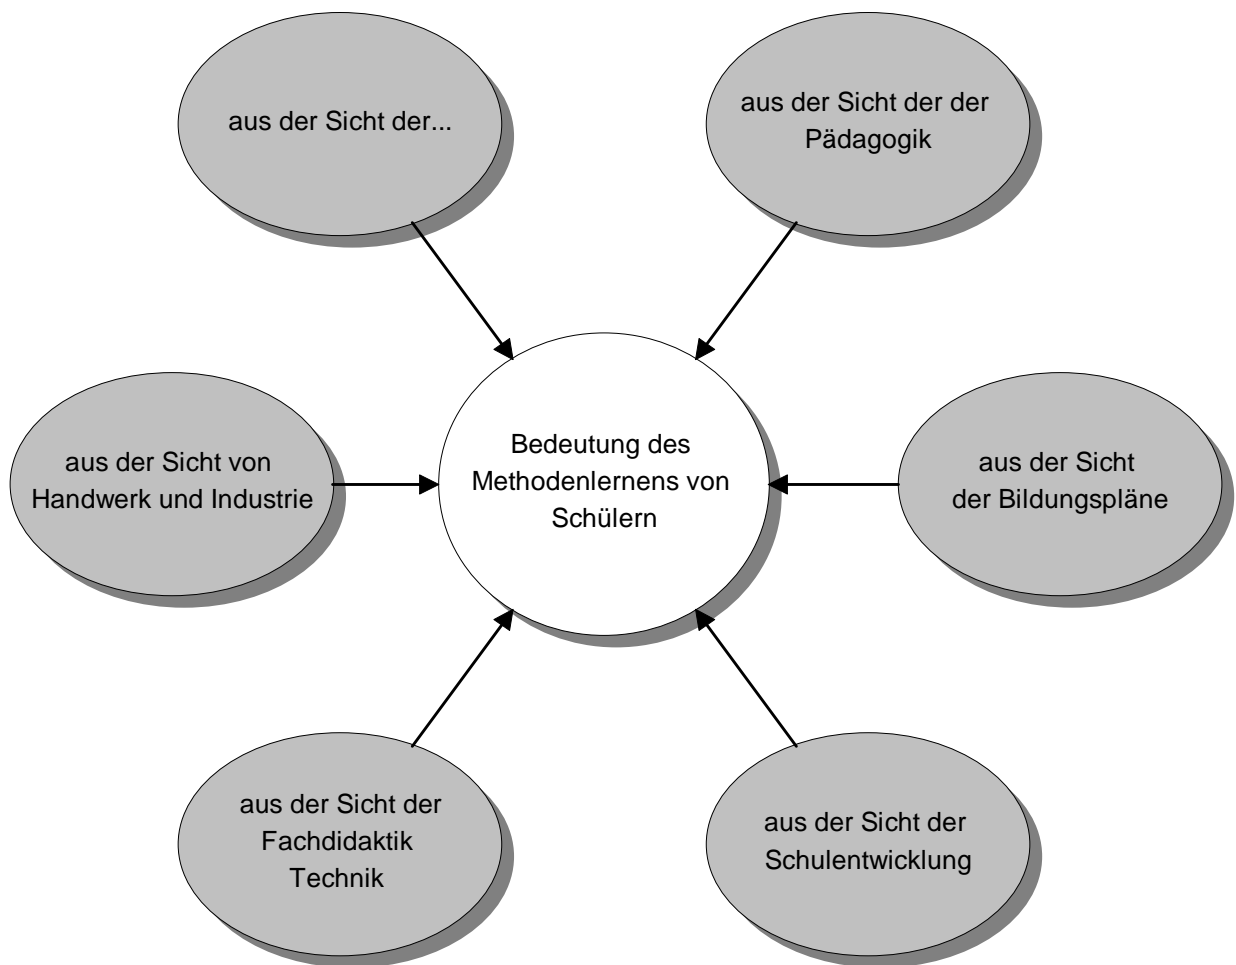 aus der Sicht der...
aus der Sicht der der
Pädagogik
aus der Sicht von
Handwerk und Industrie
Bedeutung des
Methodenlernens von
Schülern
aus der Sicht
der Bildungspläne
aus der Sicht der
Fachdidaktik
Technik
aus der Sicht der
Schulentwicklung